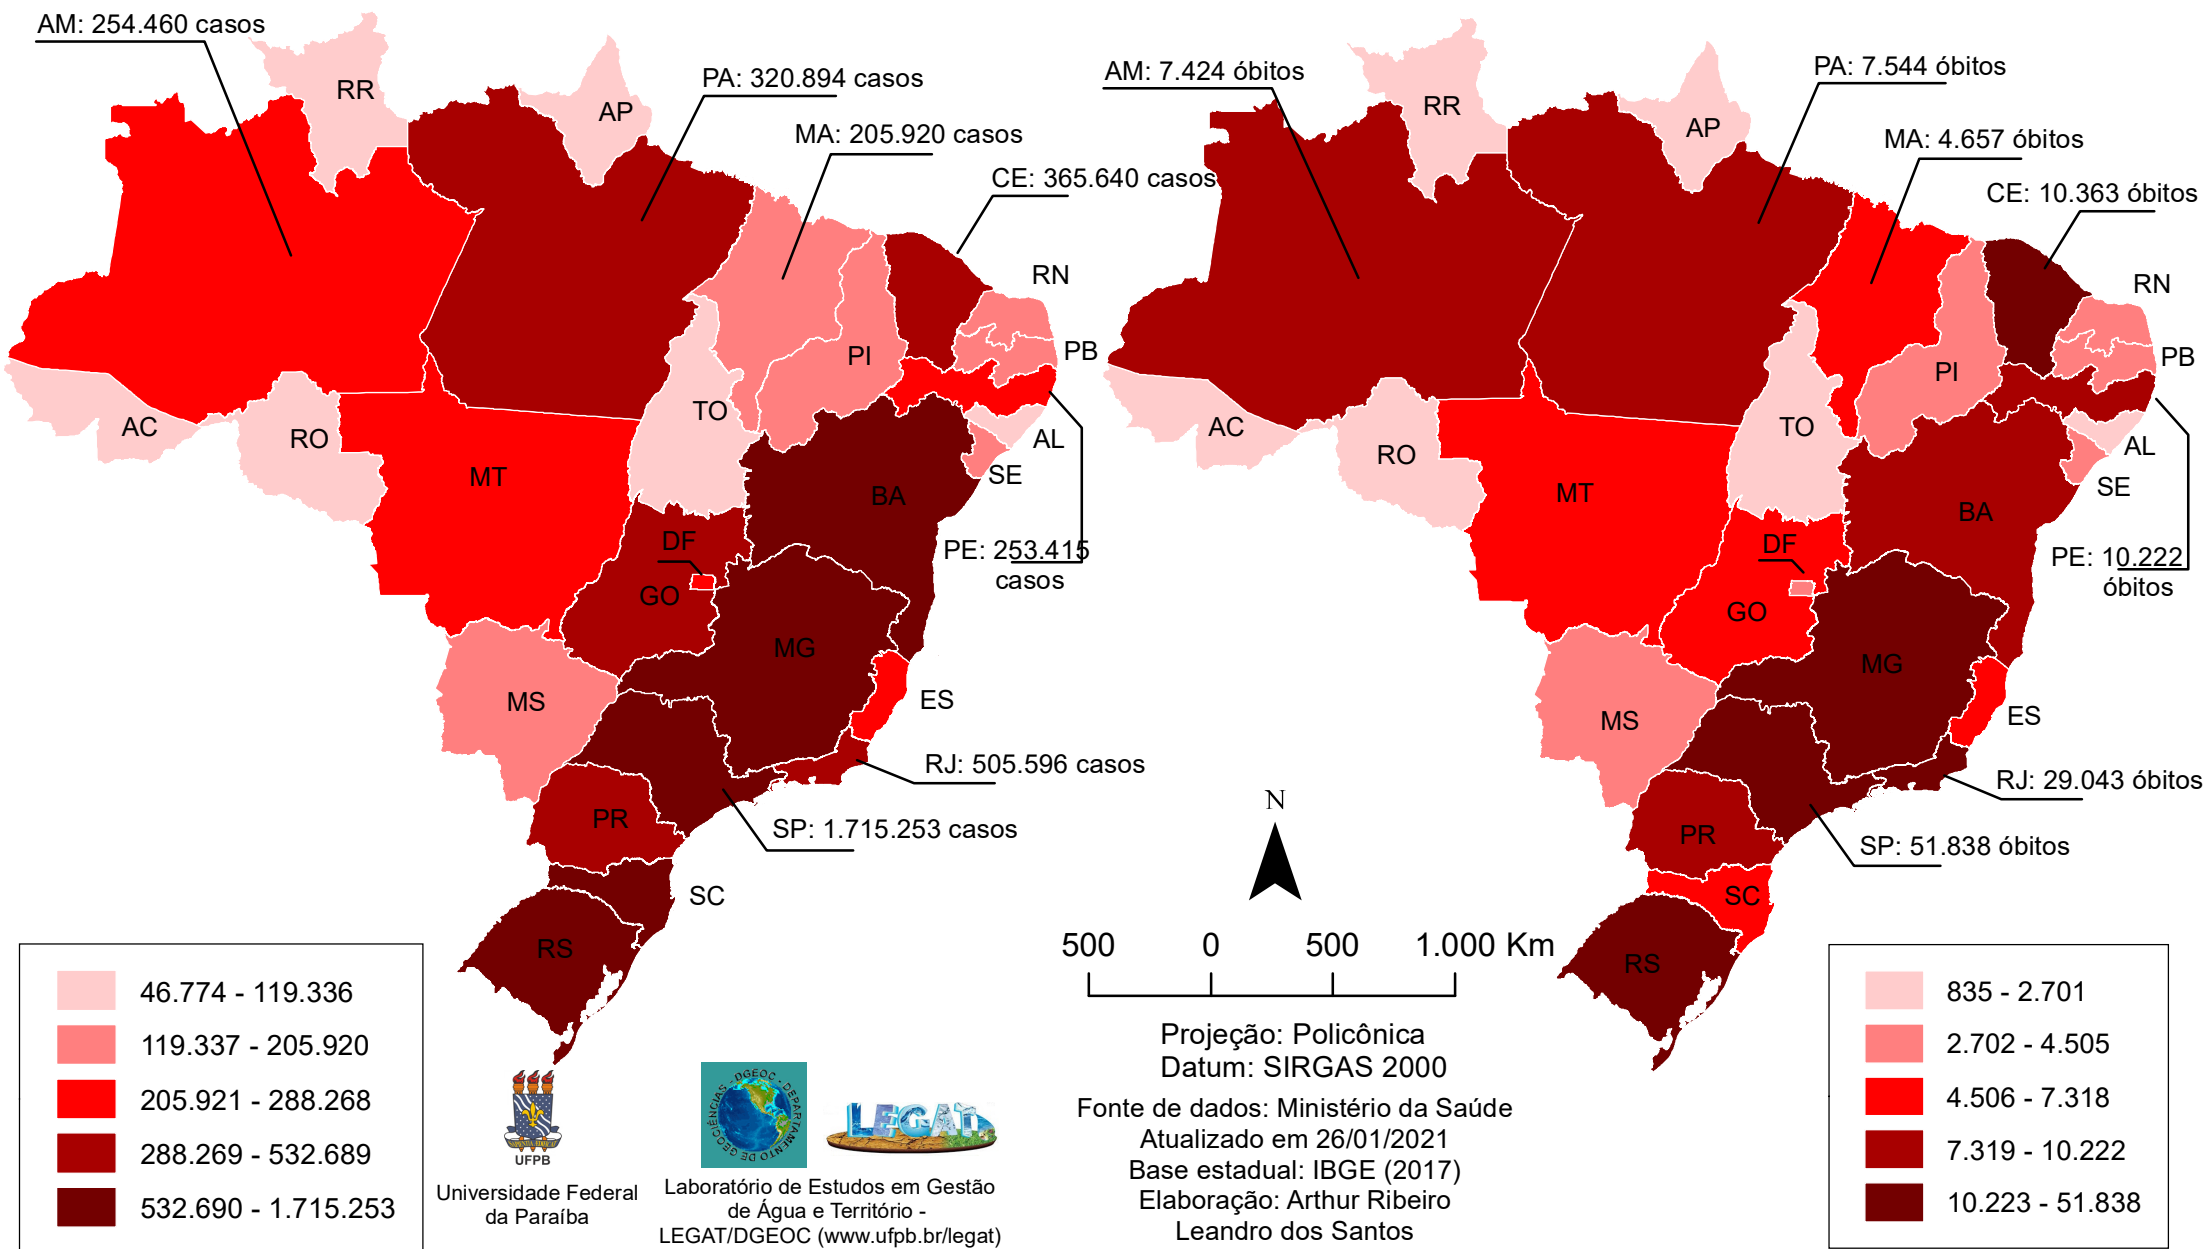 AM: 254.460 casos
RR
AP
PA: 320.894 casos
MA: 205.920 casos
CE: 365.640 casos
RN
PB
PI
TO
AC
RO
MT
AL
SE
BA
DF
GO
PE: 253.415
casos
MG
MS
ES
RJ: 505.596 casos
PR
SP: 1.715.253 casos
SC
RS
46.774 - 119.336
119.337 - 205.920
205.921 - 288.268
288.269 - 532.689
532.690 - 1.715.253
AM: 7.424 óbitos
RR
AP
PA: 7.544 óbitos
MA: 4.657 óbitos
CE: 10.363 óbitos
RN
PB
PI
TO
AC
RO
MT
AL
SE
BA
DF
GO
PE: 10.222
óbitos
MG
MS
ES
RJ: 29.043 óbitos
PR
SP: 51.838 óbitos
SC
RS
835 - 2.701
2.702 - 4.505
4.506 - 7.318
7.319 - 10.222
10.223 - 51.838
N
500 0 500 1.000 Km
Projeção: Policônica
Datum: SIRGAS 2000
Fonte de dados: Ministério da Saúde
Atualizado em 26/01/2021
Base estadual: IBGE (2017)
Elaboração: Arthur Ribeiro
Leandro dos Santos
UFPB
Universidade Federal
da Paraíba
DGEOC - DEPARTAMENTO DE GEOCIÊNCIAS
LEGAT
Laboratório de Estudos em Gestão
de Água e Território -
LEGAT/DGEOC (www.ufpb.br/legat)